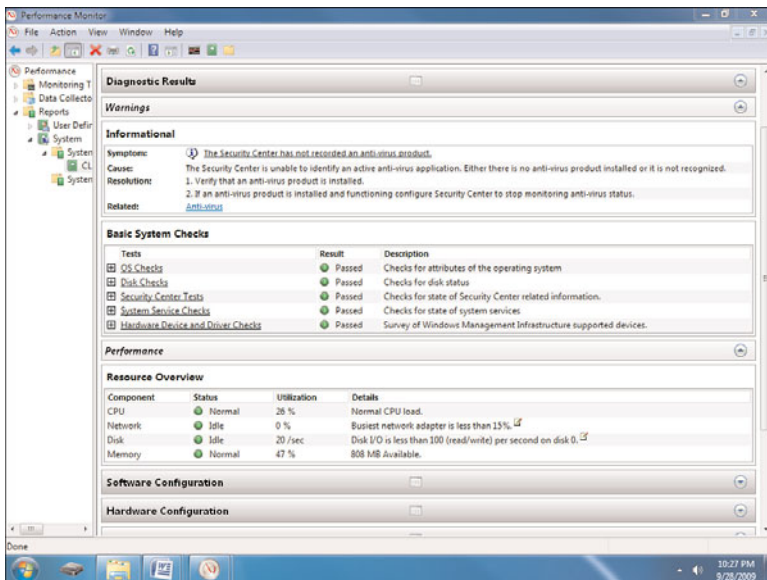 Performance Monitor
File Action View Window Help
Performance
Monitoring T
Data Collecto
Reports
User Defin
System
System
CL
System
Diagnostic Results
Warnings
Informational
Symptom: The Security Center has not recorded an anti-virus product.
Cause: The Security Center is unable to identify an active anti-virus application. Either there is no anti-virus product installed or it is not recognized.
Resolution: 1. Verify that an anti-virus product is installed.
2. If an anti-virus product is installed and functioning configure Security Center to stop monitoring anti-virus status.
Related: Anti-virus
Basic System Checks
Tests Result Description
OS Checks Passed Checks for attributes of the operating system
Disk Checks Passed Checks for disk status
Security Center Tests Passed Checks for state of Security Center related information.
System Service Checks Passed Checks for state of system services
Hardware Device and Driver Checks Passed Survey of Windows Management Infrastructure supported devices.
Performance
Resource Overview
Component Status Utilization Details
CPU Normal 26 % Normal CPU load.
Network Idle 0 % Busiest network adapter is less than 15%.
Disk Idle 20 /sec Disk I/O is less than 100 (read/write) per second on disk 0.
Memory Normal 47 % 808 MB Available.
Software Configuration
Hardware Configuration
Done
10:27 PM
9/28/2009